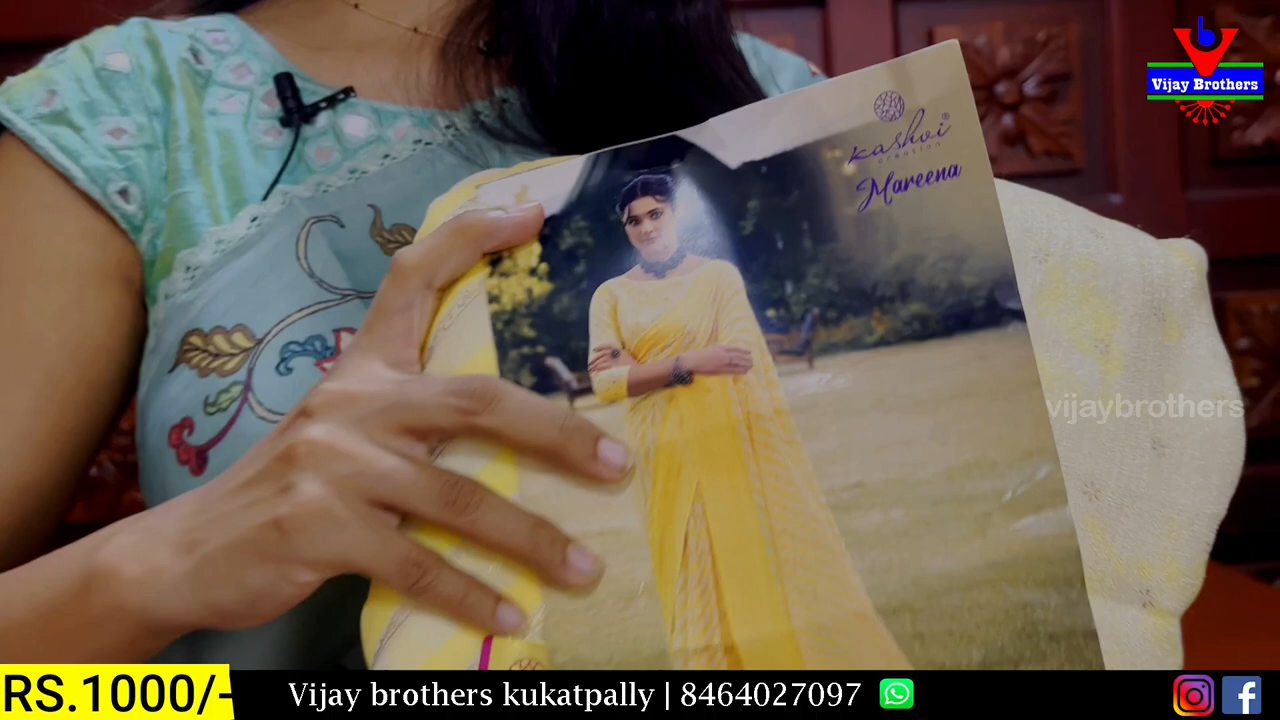 Vijay Brothers
kashvi®
creation
Mareena
vijaybrothers
RS.1000/-
Vijay brothers kukatpally | 8464027097